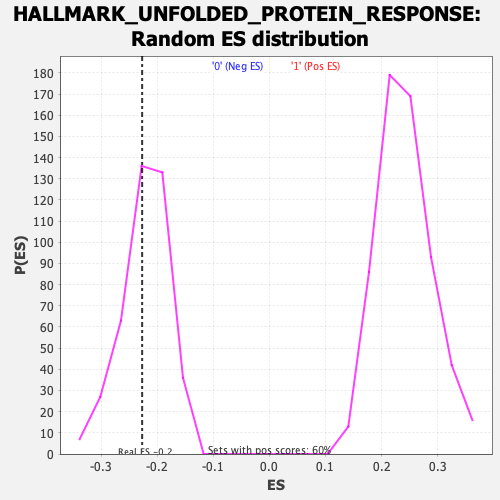 HALLMARK_UNFOLDED_PROTEIN_RESPONSE:
Random ES distribution
'0' (Neg ES) '1' (Pos ES)
180
170
160
150
140
130
120
110
100
90
80
70
60
50
40
30
20
10
0
P(ES)
Real ES -0.2 Sets with pos scores: 60%
-0.3 -0.2 -0.1 0.0 0.1 0.2 0.3
ES